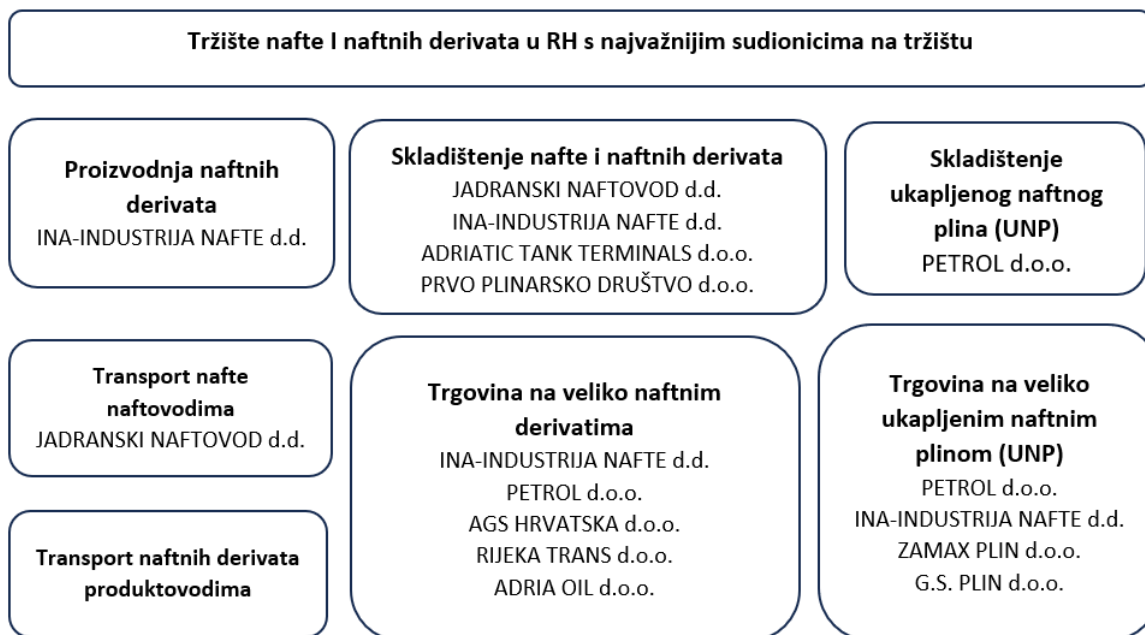 Tržište nafte I naftnih derivata u RH s najvažnijim sudionicima na tržištu
Proizvodnja naftnih
derivata
INA-INDUSTRIJA NAFTE d.d.
Skladištenje nafte i naftnih derivata
JADRANSKI NAFTOVOD d.d.
INA-INDUSTRIJA NAFTE d.d.
ADRIATIC TANK TERMINALS d.o.o.
PRVO PLINARSKO DRUŠTVO d.o.o.
Skladištenje
ukapljenog naftnog
plina (UNP)
PETROL d.o.o.
Transport nafte
naftovodima
JADRANSKI NAFTOVOD d.d.
Trgovina na veliko naftnim
derivatima
INA-INDUSTRIJA NAFTE d.d.
PETROL d.o.o.
AGS HRVATSKA d.o.o.
RIJEKA TRANS d.o.o.
ADRIA OIL d.o.o.
Trgovina na veliko
ukapljenim naftnim
plinom (UNP)
PETROL d.o.o.
INA-INDUSTRIJA NAFTE d.d.
ZAMAX PLIN d.o.o.
G.S. PLIN d.o.o.
Transport naftnih derivata
produktovodima